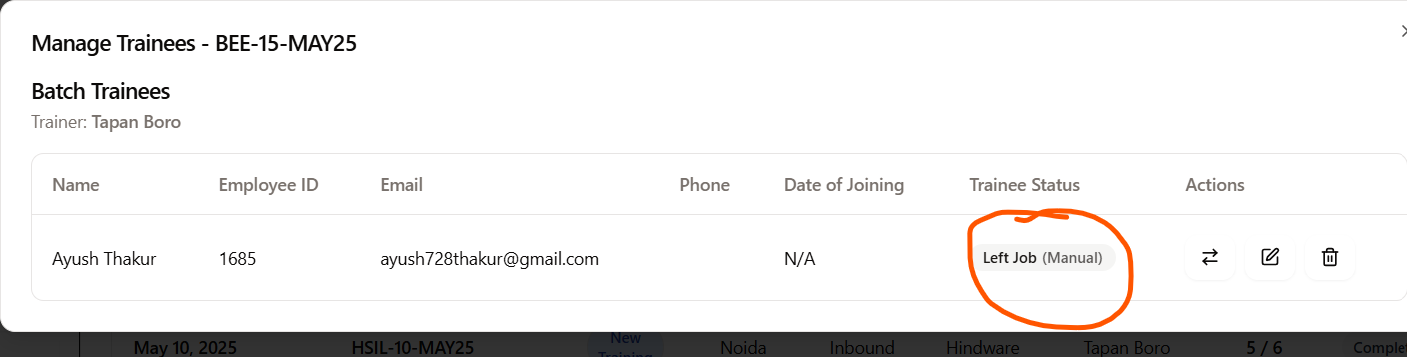 Manage Trainees - BEE-15-MAY25
Batch Trainees
Trainer: Tapan Boro
Name Employee ID Email Phone Date of Joining Trainee Status Actions
Ayush Thakur 1685 ayush728thakur@gmail.com N/A Left Job (Manual)
New
May 10, 2025 HSIL-10-MAY25 Training Noida Inbound Hindware Tapan Boro 5 / 6